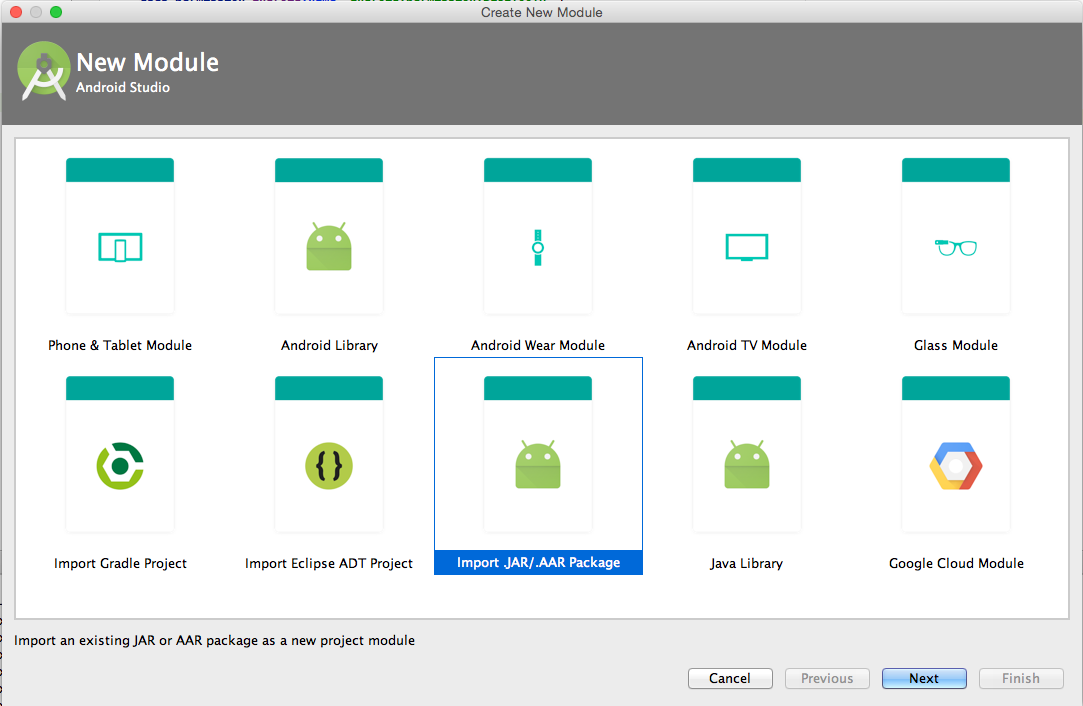 Create New Module
New Module
Android Studio
Phone & Tablet Module
Android Library
Android Wear Module
Android TV Module
Glass Module
{}
Import Gradle Project
Import Eclipse ADT Project
Import .JAR/.AAR Package
Java Library
Google Cloud Module
Import an existing JAR or AAR package as a new project module
Cancel
Previous
Next
Finish